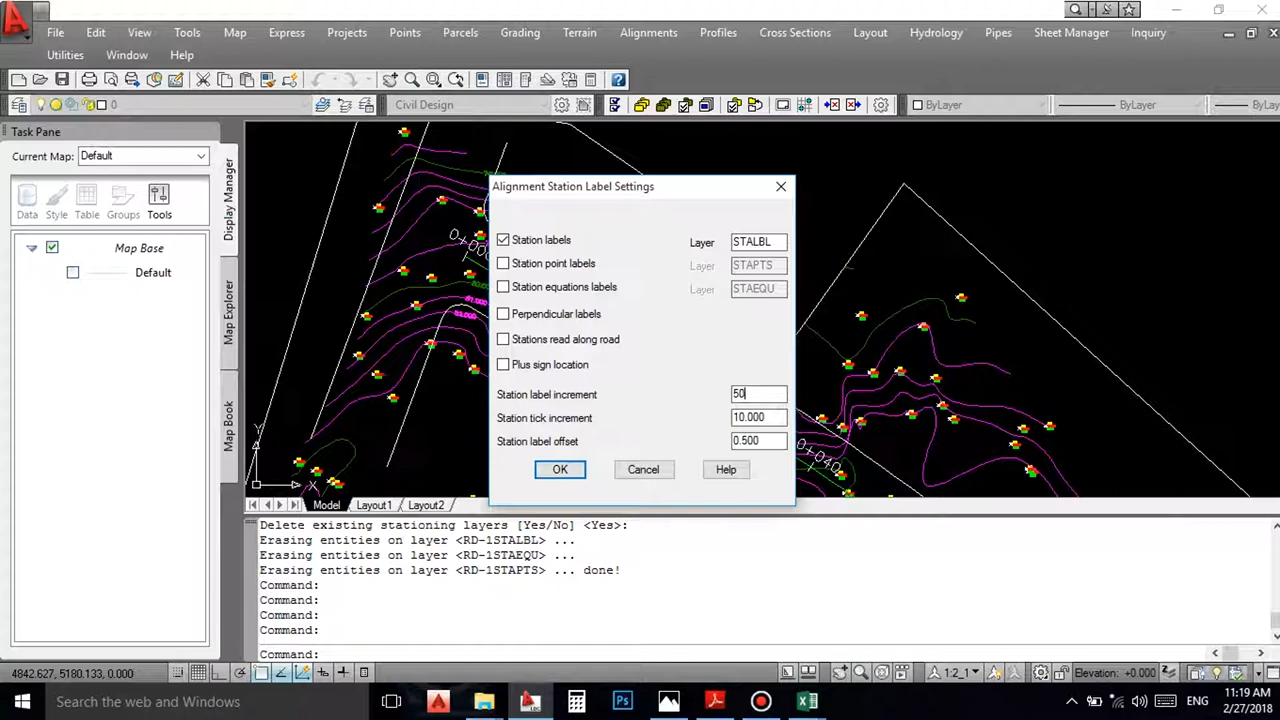 File Edit View Tools Map Express Projects Points Parcels Grading Terrain Alignments Profiles Cross Sections Layout Hydrology Pipes Sheet Manager Inquiry
Utilities Window Help
0 Civil Design ByLayer ByLayer ByLayer
Task Pane
Current Map: Default
Data Style Table Groups Tools
Map Base
Default
Display Manager
Map Explorer
Map Book
Alignment Station Label Settings
Station labels Layer STALBL
Station point labels Layer STAPTS
Station equations labels Layer STAEQU
Perpendicular labels
Stations read along road
Plus sign location
Station label increment 50
Station tick increment 10.000
Station label offset 0.500
OK Cancel Help
0+040
Y
X
Model Layout1 Layout2
Delete existing stationing layers [Yes/No] <Yes>:
Erasing entities on layer <RD-1STALBL> ...
Erasing entities on layer <RD-1STAEQU> ...
Erasing entities on layer <RD-1STAPTS> ... done!
Command:
Command:
Command:
Command:
Command:
4842.627, 5180.133, 0.000 1:2_1 Elevation: +0.000
Search the web and Windows
ENG
11:19 AM
2/27/2018